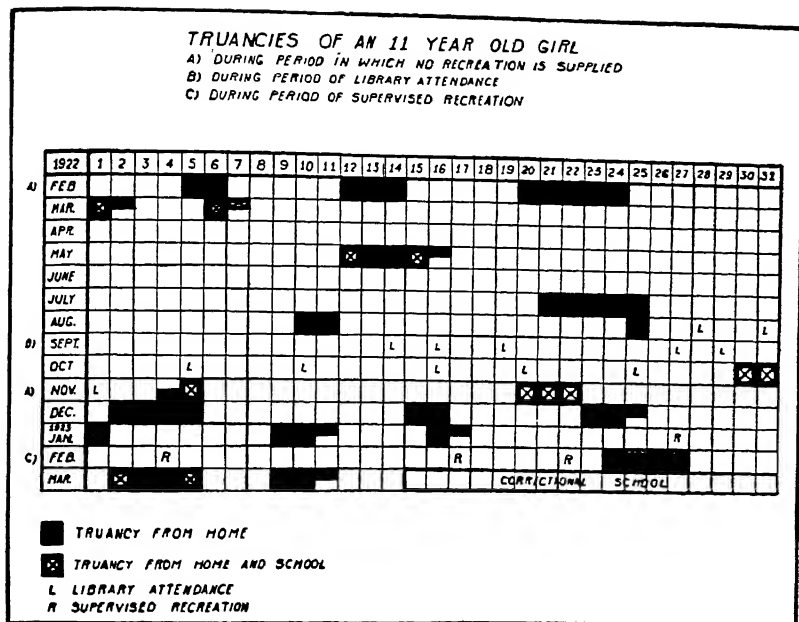 TRUANCIES OF AN 11 YEAR OLD GIRL
A) DURING PERIOD IN WHICH NO RECREATION IS SUPPLIED
B) DURING PERIOD OF LIBRARY ATTENDANCE
C) DURING PERIOD OF SUPERVISED RECREATION
1922 1 2 3 4 5 6 7 8 9 10 11 12 13 14 15 16 17 18 19 20 21 22 23 24 25 26 27 28 29 30 31
A) FEB
MAR.
APR.
MAY
JUNE
JULY
AUG. L L
B) SEPT. L L L L L
OCT L L L L L
A) NOV. L
DEC.
1923
JAN. R
C) FEB. R R R
MAR. CORRECTIONAL SCHOOL
TRUANCY FROM HOME
TRUANCY FROM HOME AND SCHOOL
L LIBRARY ATTENDANCE
R SUPERVISED RECREATION